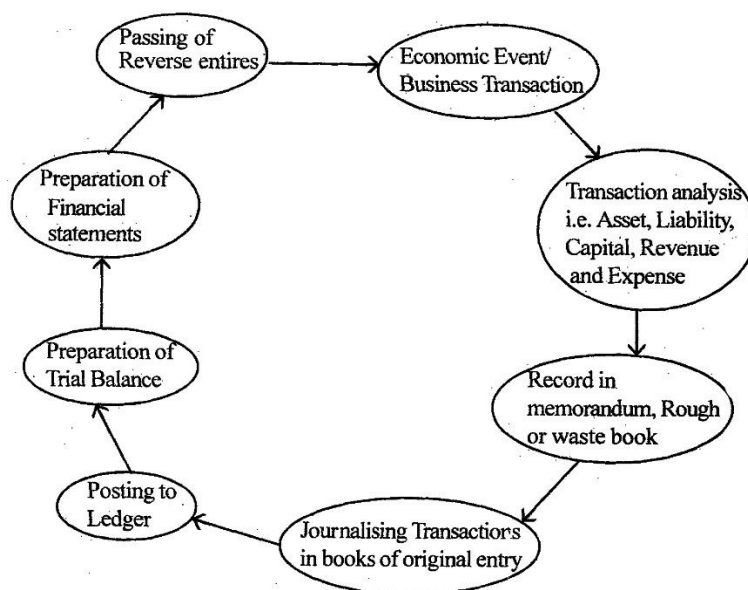 Passing of
Reverse entires
Economic Event/
Business Transaction
Transaction analysis
i.e. Asset, Liability,
Capital, Revenue
and Expense
Record in
memorandum, Rough
or waste book
Journalising Transactions
in books of original entry
Posting to
Ledger
Preparation of
Trial Balance
Preparation of
Financial
statements